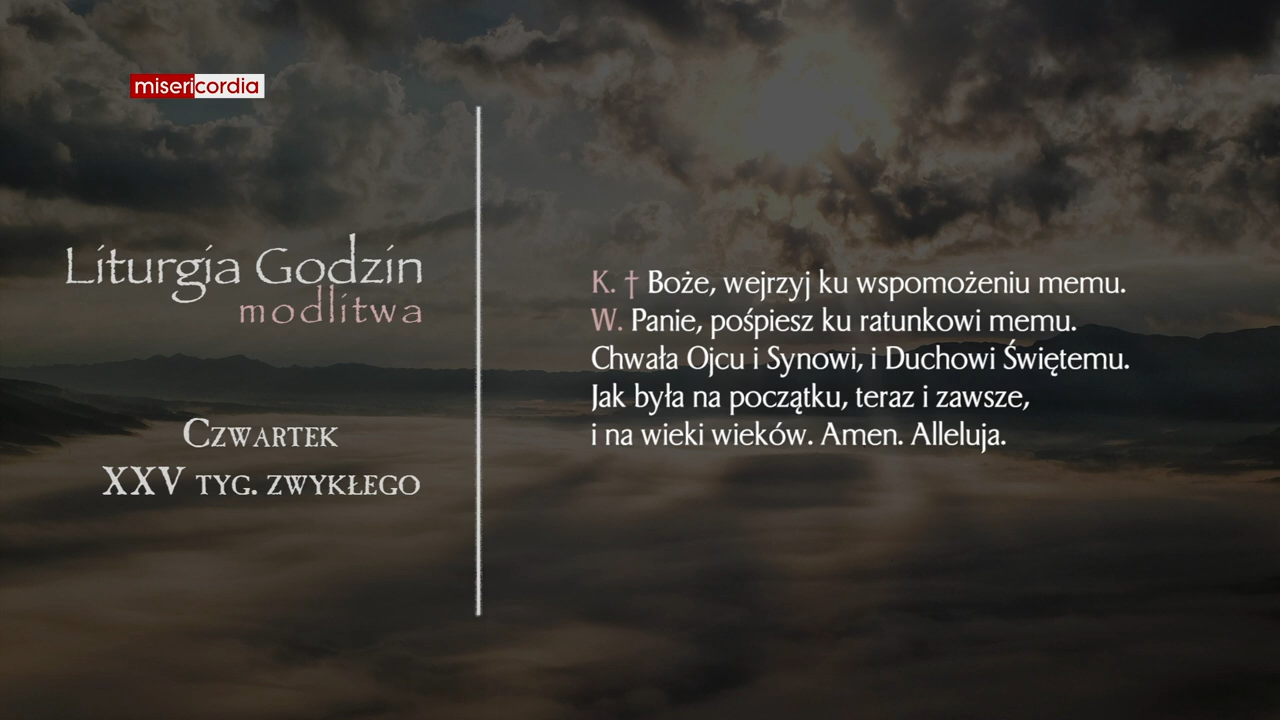 misericordia
Liturgia Godzin
modlitwa
Czwartek
XXV tyg. zwykłego
K. † Boże, wejrzyj ku wspomożeniu memu.
W. Panie, pośpiesz ku ratunkowi memu.
Chwała Ojcu i Synowi, i Duchowi Świętemu.
Jak była na początku, teraz i zawsze,
i na wieki wieków. Amen. Alleluja.